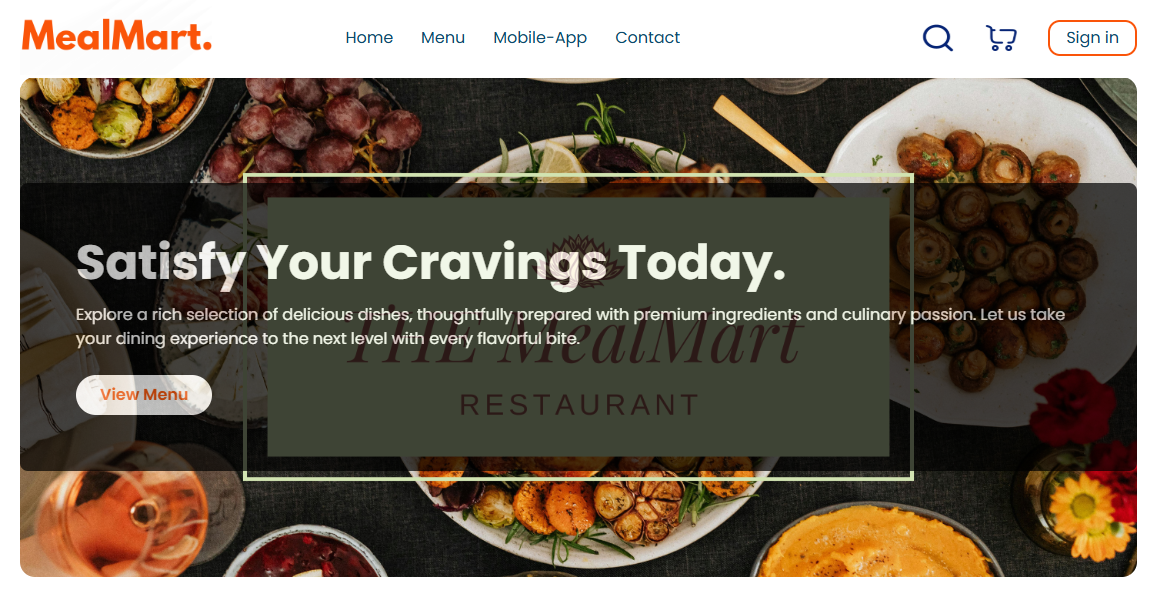 MealMart.
Home
Menu
Mobile-App
Contact
Sign in
Satisfy Your Cravings Today.
Explore a rich selection of delicious dishes, thoughtfully prepared with premium ingredients and culinary passion. Let us take
your dining experience to the next level with every flavorful bite.
THE MealMart
View Menu
RESTAURANT